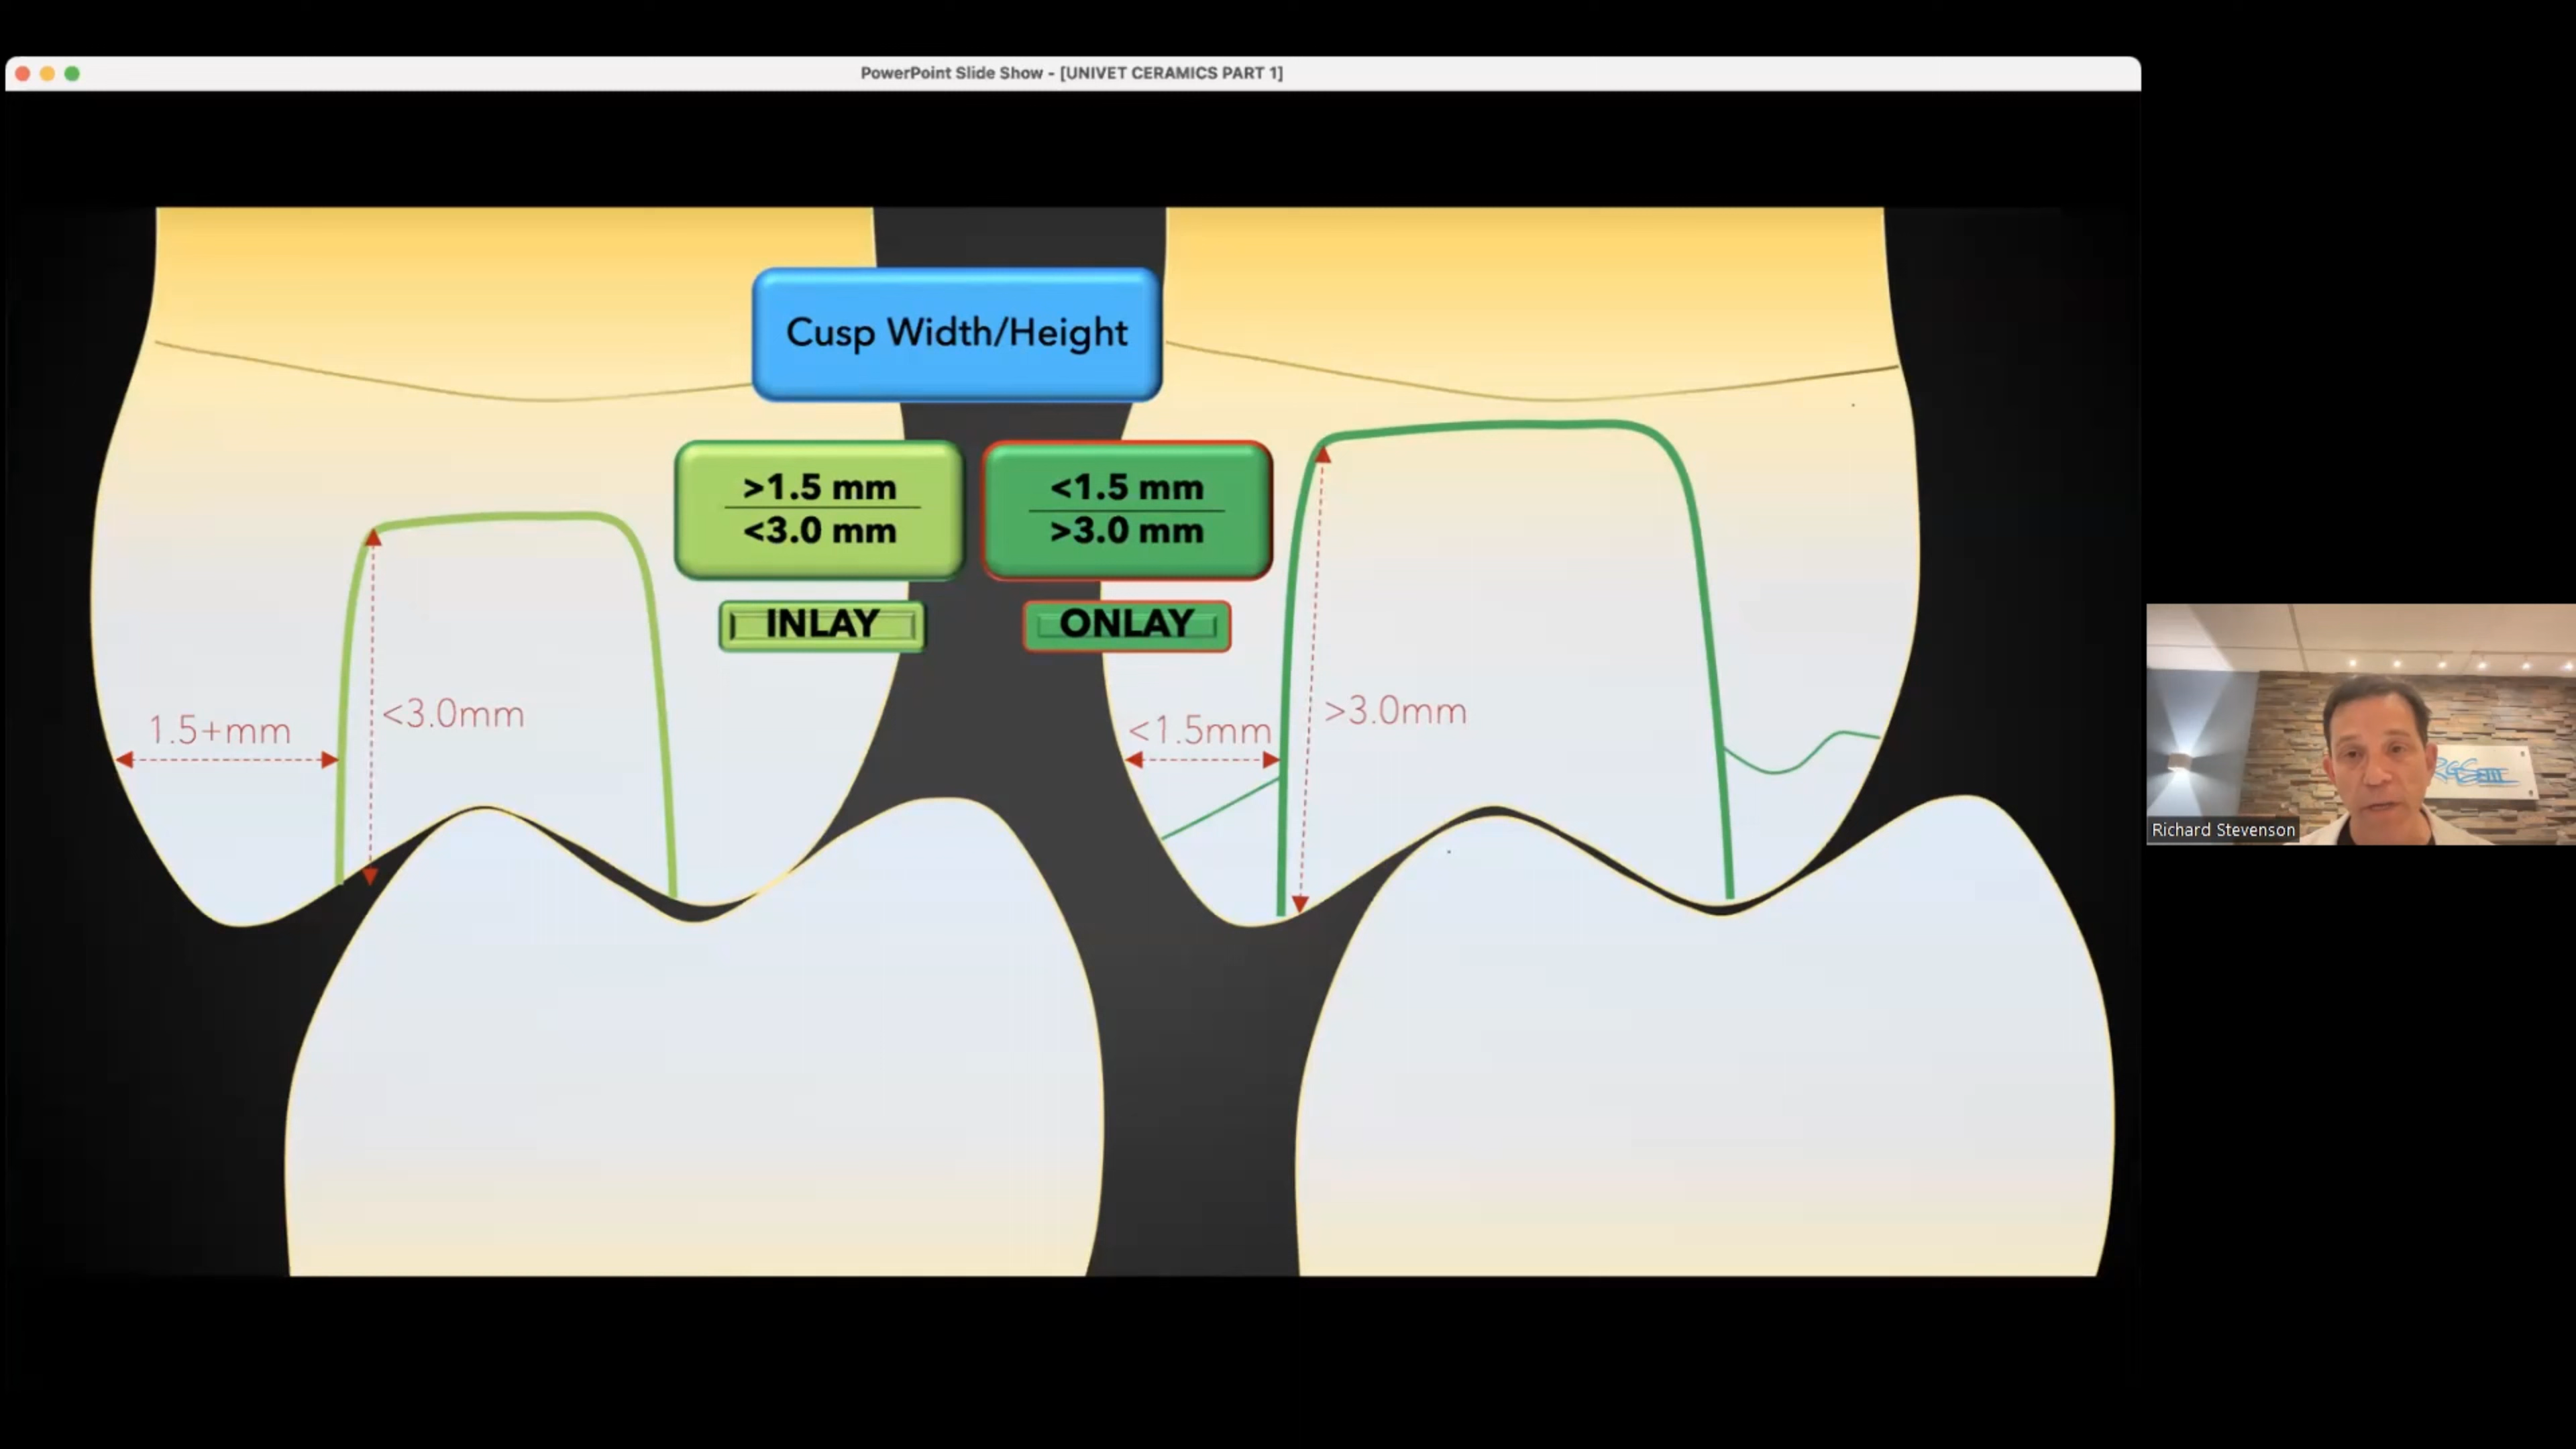 PowerPoint Slide Show - [UNIVET CERAMICS PART 1]
Cusp Width/Height
>1.5 mm
<3.0 mm
<1.5 mm
>3.0 mm
INLAY
ONLAY
1.5+mm
<3.0mm
<1.5mm
>3.0mm
Richard Stevenson